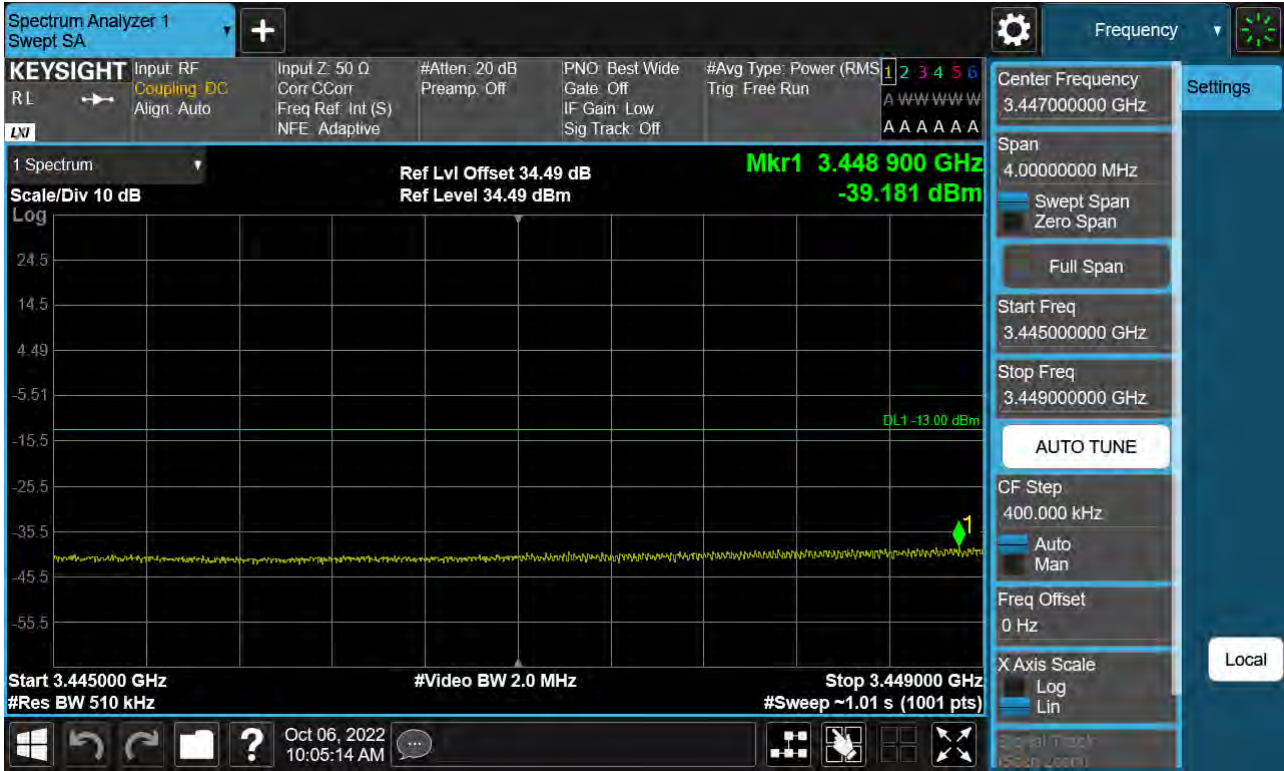 Spectrum Analyzer 1
Swept SA
+
Frequency
KEYSIGHT
RL
LXI
Input: RF
Coupling: DC
Align: Auto
Input Z: 50 Ω
Corr CCorr
Freq Ref: Int (S)
NFE: Adaptive
#Atten: 20 dB
Preamp: Off
PNO: Best Wide
Gate: Off
IF Gain: Low
Sig Track: Off
#Avg Type: Power (RMS
Trig: Free Run
1 2 3 4 5 6
A W W W W W
A A A A A A
1 Spectrum
Scale/Div 10 dB
Log
Ref Lvl Offset 34.49 dB
Ref Level 34.49 dBm
Mkr1 3.448 900 GHz
-39.181 dBm
24.5
14.5
4.49
-5.51
DL1 -13.00 dBm
-15.5
-25.5
-35.5
1
-45.5
-55.5
Start 3.445000 GHz
#Video BW 2.0 MHz
Stop 3.449000 GHz
#Res BW 510 kHz
#Sweep ~1.01 s (1001 pts)
Center Frequency
3.447000000 GHz
Settings
Span
4.00000000 MHz
Swept Span
Zero Span
Full Span
Start Freq
3.445000000 GHz
Stop Freq
3.449000000 GHz
AUTO TUNE
CF Step
400.000 kHz
Auto
Man
Freq Offset
0 Hz
X Axis Scale
Log
Lin
Local
Signal Track
(Span Zoom)
?
Oct 06, 2022
10:05:14 AM